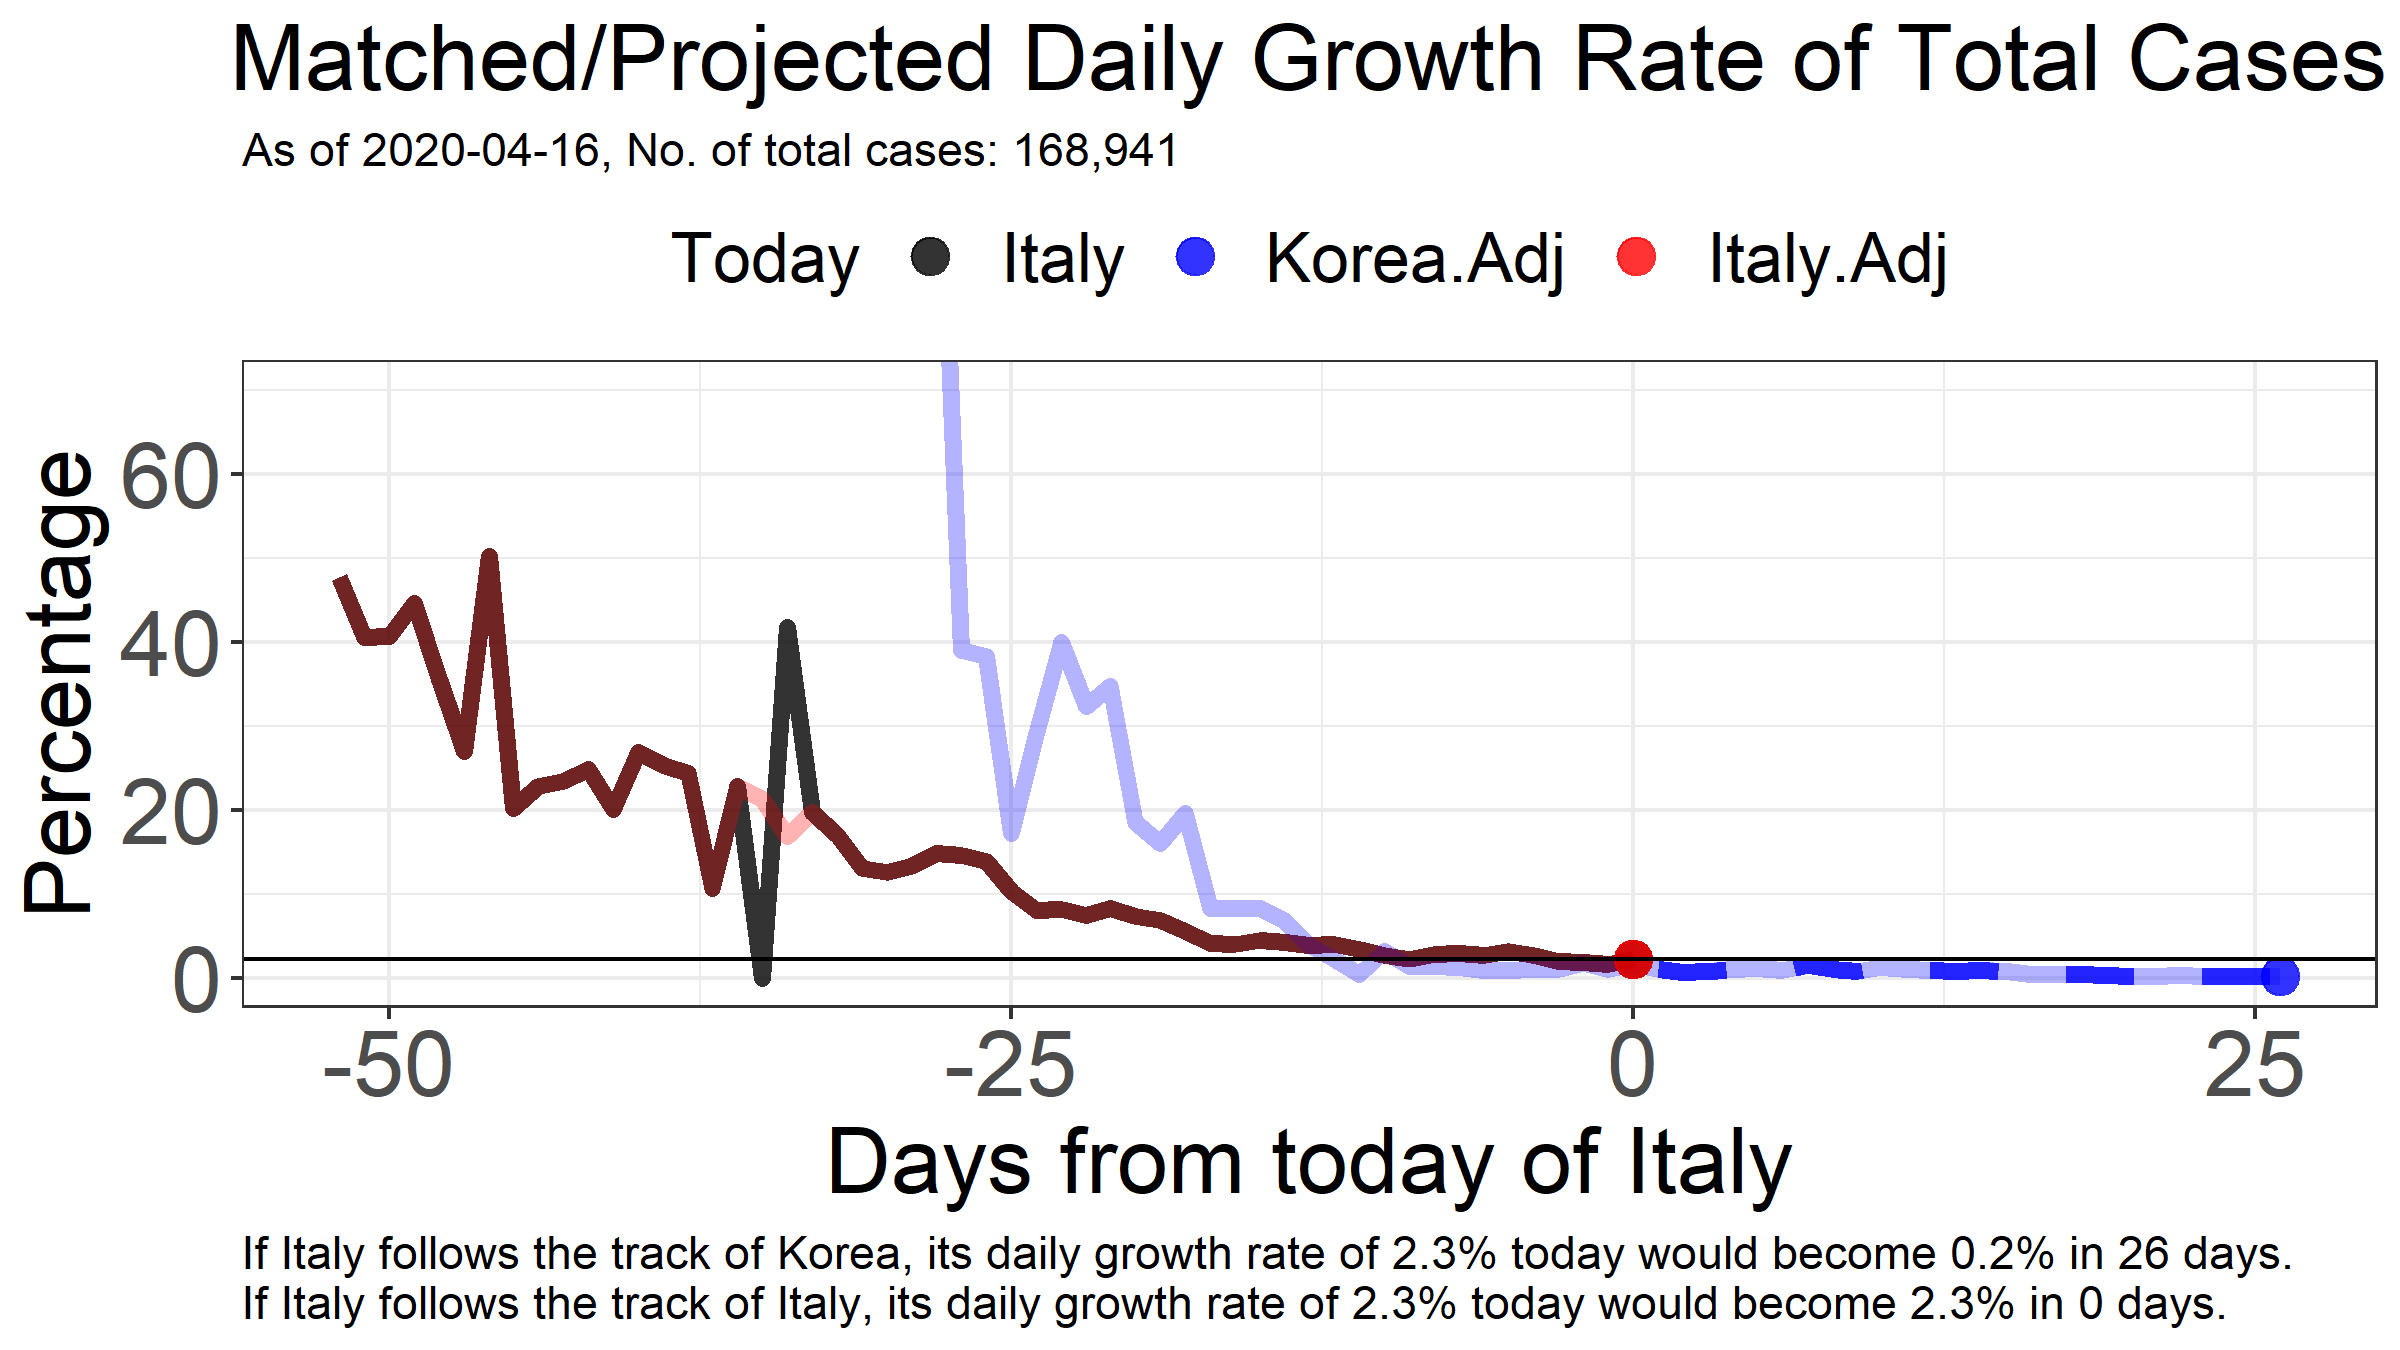 Matched/Projected Daily Growth Rate of Total Cases
As of 2020-04-16, No. of total cases: 168,941
Today Italy Korea.Adj Italy.Adj
Percentage
60
40
20
0
-50 -25 0 25
Days from today of Italy
If Italy follows the track of Korea, its daily growth rate of 2.3% today would become 0.2% in 26 days.
If Italy follows the track of Italy, its daily growth rate of 2.3% today would become 2.3% in 0 days.